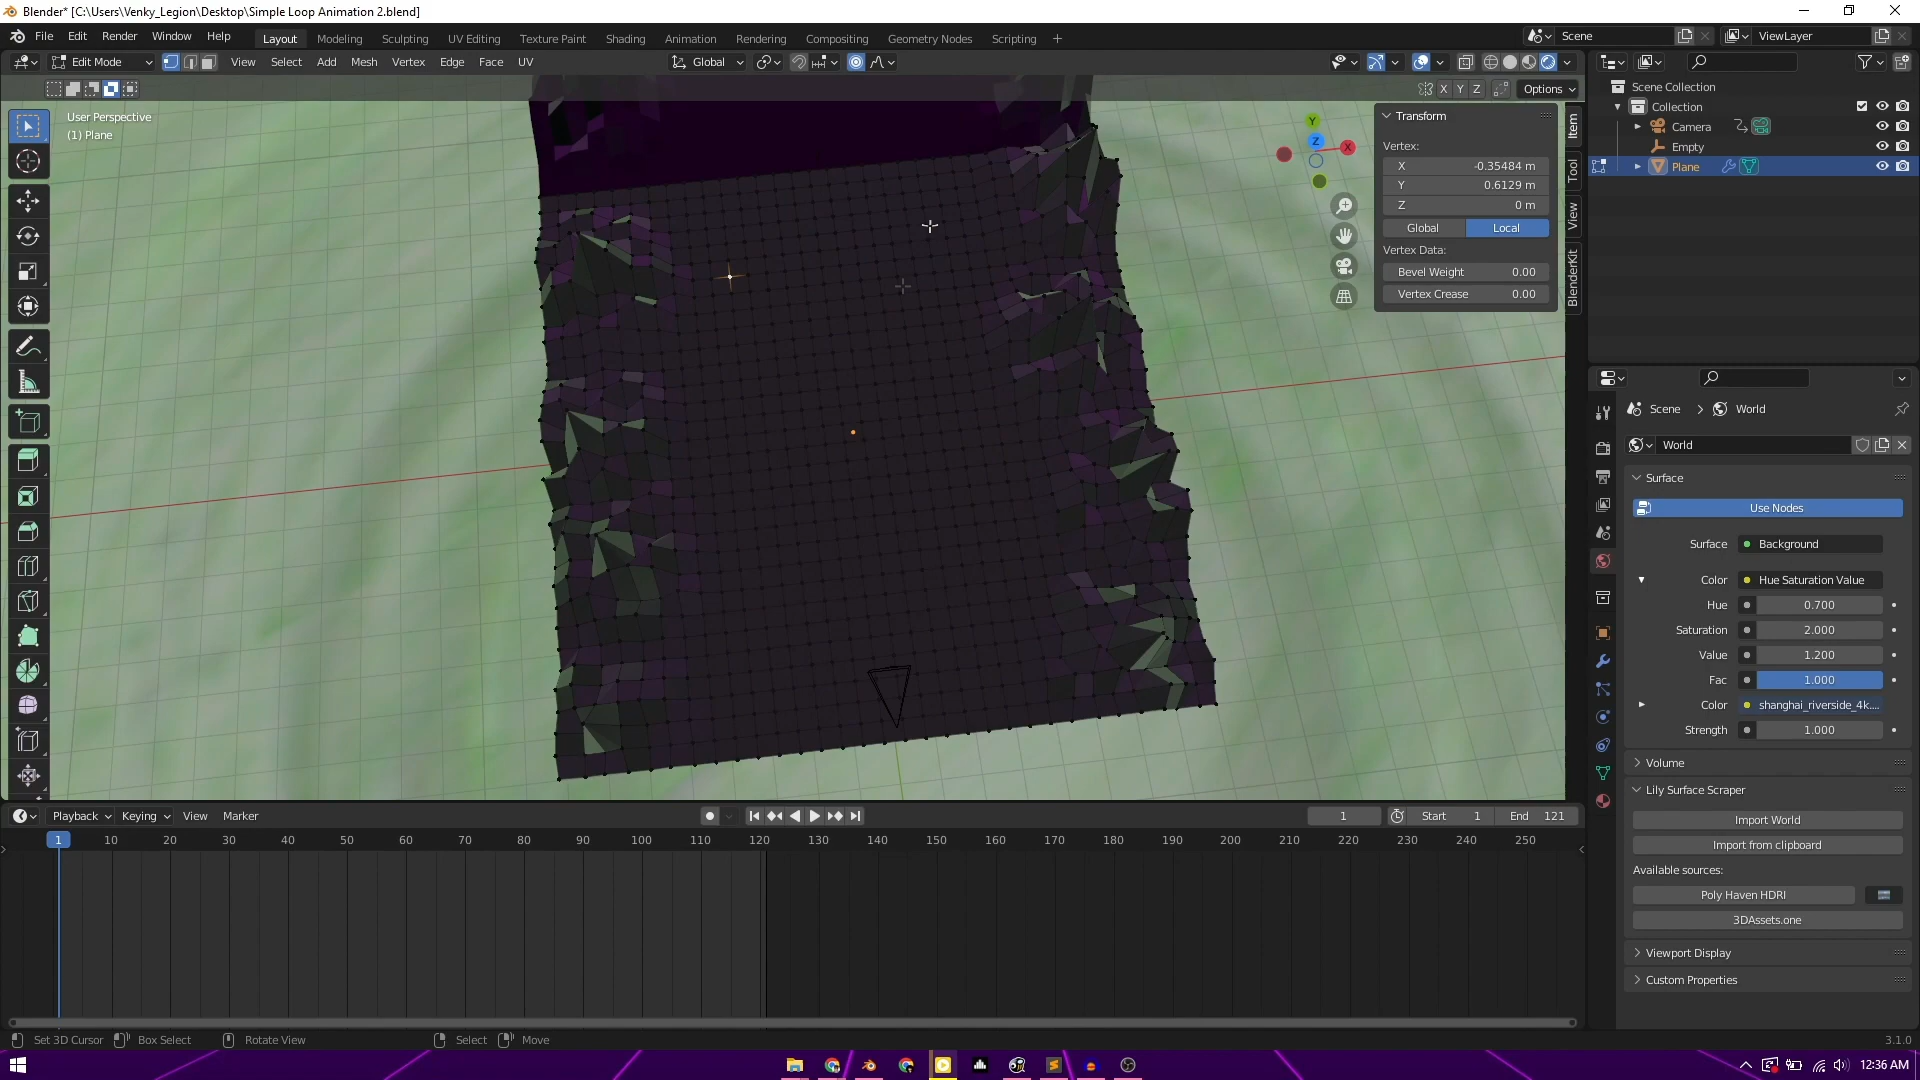 Blender* [C:\Users\Venky_Legion\Desktop\Simple Loop Animation 2.blend]
File Edit Render Window Help Layout Modeling Sculpting UV Editing Texture Paint Shading Animation Rendering Compositing Geometry Nodes Scripting + Scene ViewLayer
Edit Mode View Select Add Mesh Vertex Edge Face UV Global
X Y Z Options
User Perspective
(1) Plane
Y
Z
X
Transform
Vertex:
X -0.35484 m
Y 0.6129 m
Z 0 m
Global Local
Vertex Data:
Bevel Weight 0.00
Vertex Crease 0.00
Item
Tool
View
BlenderKit
Scene Collection
Collection
Camera
Empty
Plane
Scene > World
World
Surface
Use Nodes
Surface Background
Color Hue Saturation Value
Hue 0.700
Saturation 2.000
Value 1.200
Fac 1.000
Color shanghai_riverside_4k....
Strength 1.000
Volume
Lily Surface Scraper
Import World
Import from clipboard
Available sources:
Poly Haven HDRI
3DAssets.one
Viewport Display
Custom Properties
Playback Keying View Marker 1 Start 1 End 121
1 10 20 30 40 50 60 70 80 90 100 110 120 130 140 150 160 170 180 190 200 210 220 230 240 250
Set 3D Cursor Box Select Rotate View Select Move 3.1.0
12:36 AM